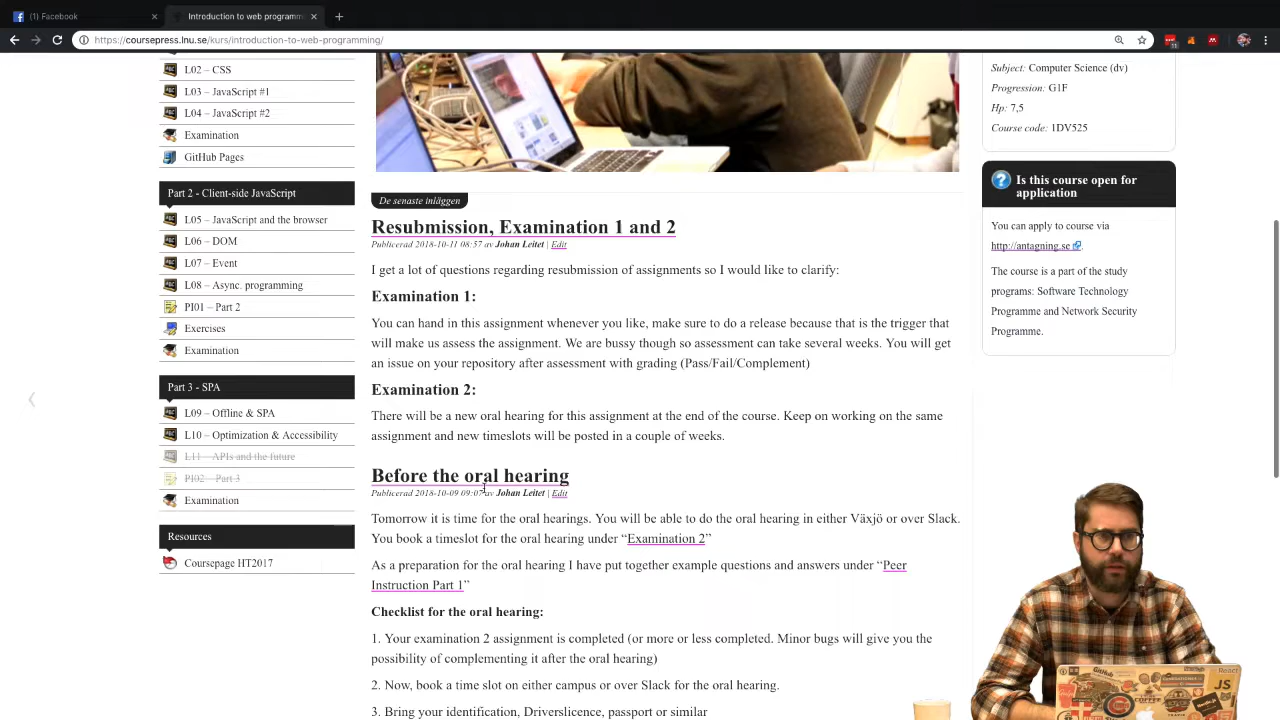 (1) Facebook
Introduction to web programm
https://coursepress.lnu.se/kurs/introduction-to-web-programming/
11
L02 – CSS
L03 – JavaScript #1
L04 – JavaScript #2
Examination
GitHub Pages
Part 2 - Client-side JavaScript
L05 – JavaScript and the browser
L06 – DOM
L07 – Event
L08 – Async. programming
PI01 – Part 2
Exercises
Examination
Part 3 - SPA
L09 – Offline & SPA
L10 – Optimization & Accessibility
L11 – APIs and the future
PI02 – Part 3
Examination
Resources
Coursepage HT2017
De senaste inläggen
Resubmission, Examination 1 and 2
Publicerad 2018-10-11 08:57 av Johan Leitet | Edit
I get a lot of questions regarding resubmission of assignments so I would like to clarify:
Examination 1:
You can hand in this assignment whenever you like, make sure to do a release because that is the trigger that
will make us assess the assignment. We are bussy though so assessment can take several weeks. You will get
an issue on your repository after assessment with grading (Pass/Fail/Complement)
Examination 2:
There will be a new oral hearing for this assignment at the end of the course. Keep on working on the same
assignment and new timeslots will be posted in a couple of weeks.
Before the oral hearing
Publicerad 2018-10-09 09:07 av Johan Leitet | Edit
Tomorrow it is time for the oral hearings. You will be able to do the oral hearing in either Växjö or over Slack.
You book a timeslot for the oral hearing under “Examination 2”
As a preparation for the oral hearing I have put together example questions and answers under “Peer
Instruction Part 1”
Checklist for the oral hearing:
1. Your examination 2 assignment is completed (or more or less completed. Minor bugs will give you the
possibility of complementing it after the oral hearing)
2. Now, book a time slot on either campus or over Slack for the oral hearing.
3. Bring your identification, Driverslicence, passport or similar
Subject: Computer Science (dv)
Progression: G1F
Hp: 7,5
Course code: 1DV525
Is this course open for
application
You can apply to course via
http://antagning.se.
The course is a part of the study
programs: Software Technology
Programme and Network Security
Programme.
GitHub
React
JS